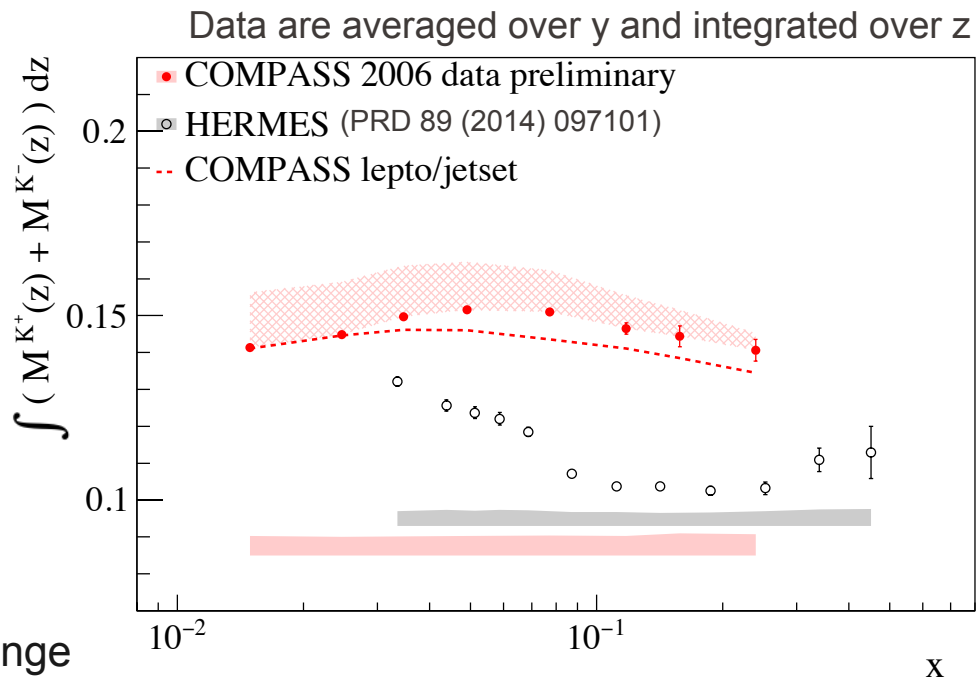 Data are averaged over y and integrated over z
COMPASS 2006 data preliminary
HERMES (PRD 89 (2014) 097101)
COMPASS lepto/jetset
∫ ( M^{K^+}(z) + M^{K^-}(z) ) dz
0.2
0.15
0.1
10^{-2}
10^{-1}
x
nge